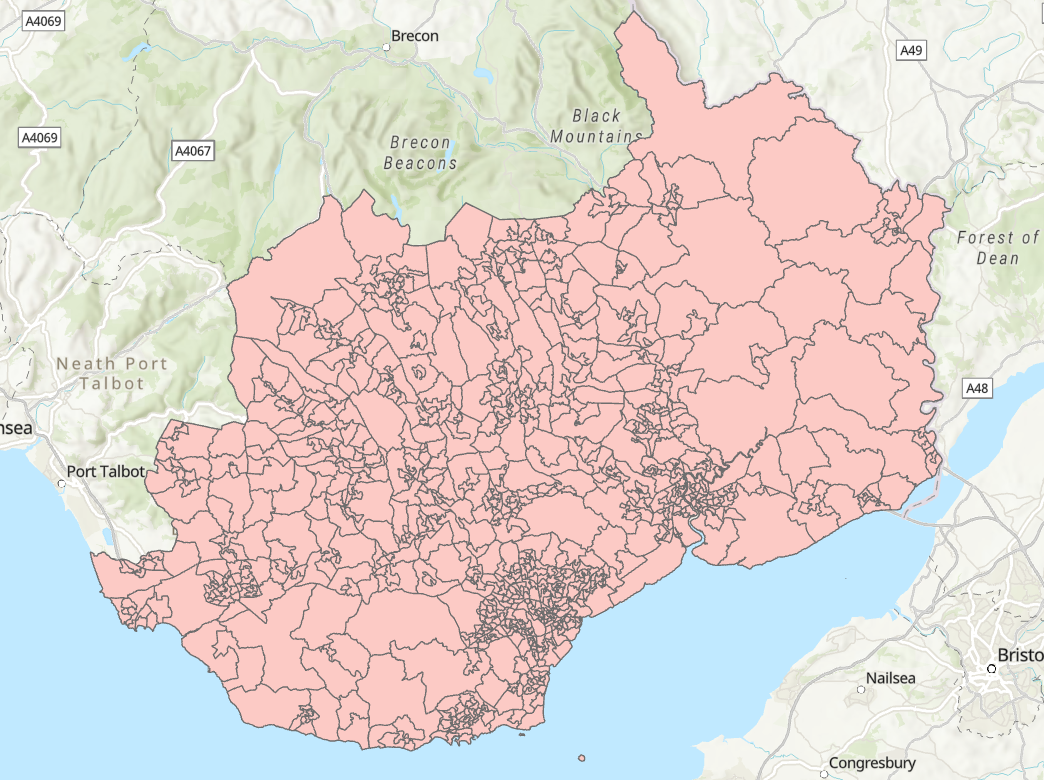 A4069
Brecon
A49
Black
Mountains
A4069
A4067
Brecon
Beacons
Forest of
Dean
Neath Port
Talbot
A48
nsea
Port Talbot
Bristo
Nailsea
Congresbury